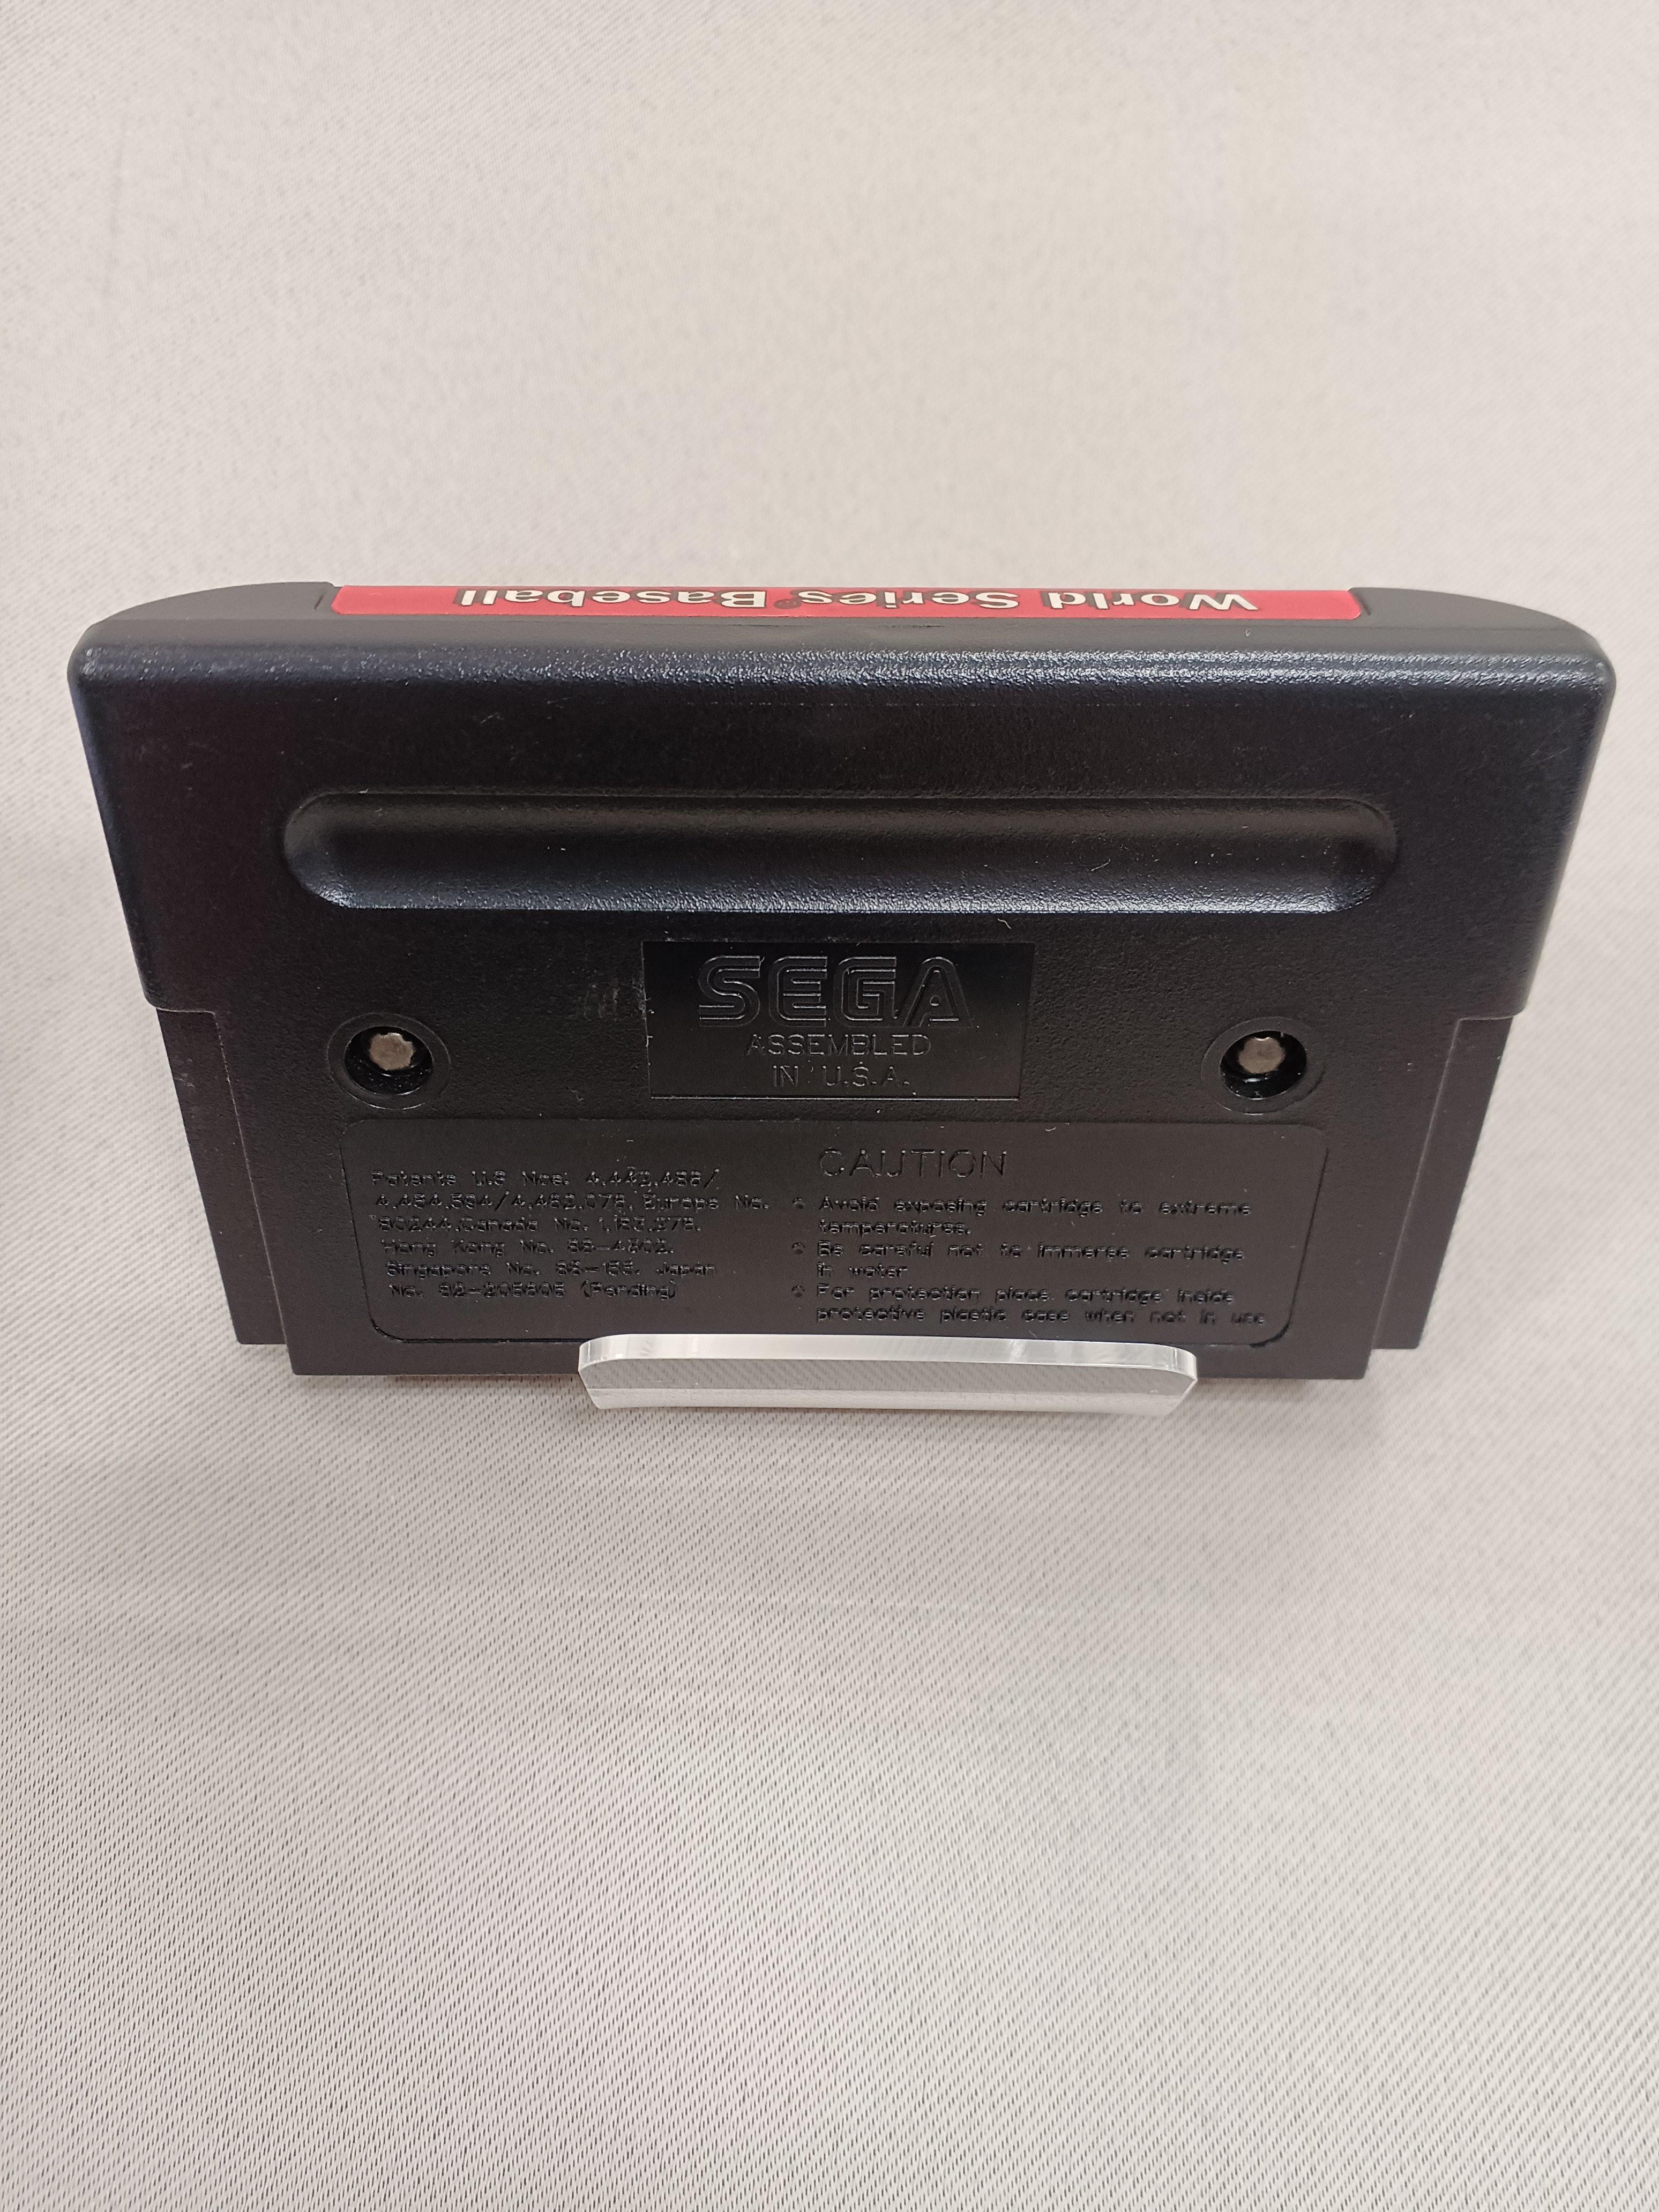 World Series® Baseball
SEGA
ASSEMBLED
IN U.S.A.
Patents U.S Nos: 4,442,486/
4,454,594/4,462,076, Europe No.
80244, Canada No. 1,183,276,
Hong Kong No. 88-4302,
Singapore No. 88-155, Japan
No. 82-205605 (Pending)
CAUTION
Avoid exposing cartridge to extreme
temperatures.
Be careful not to immerse cartridge
in water
For protection place cartridge inside
protective plastic case when not in use